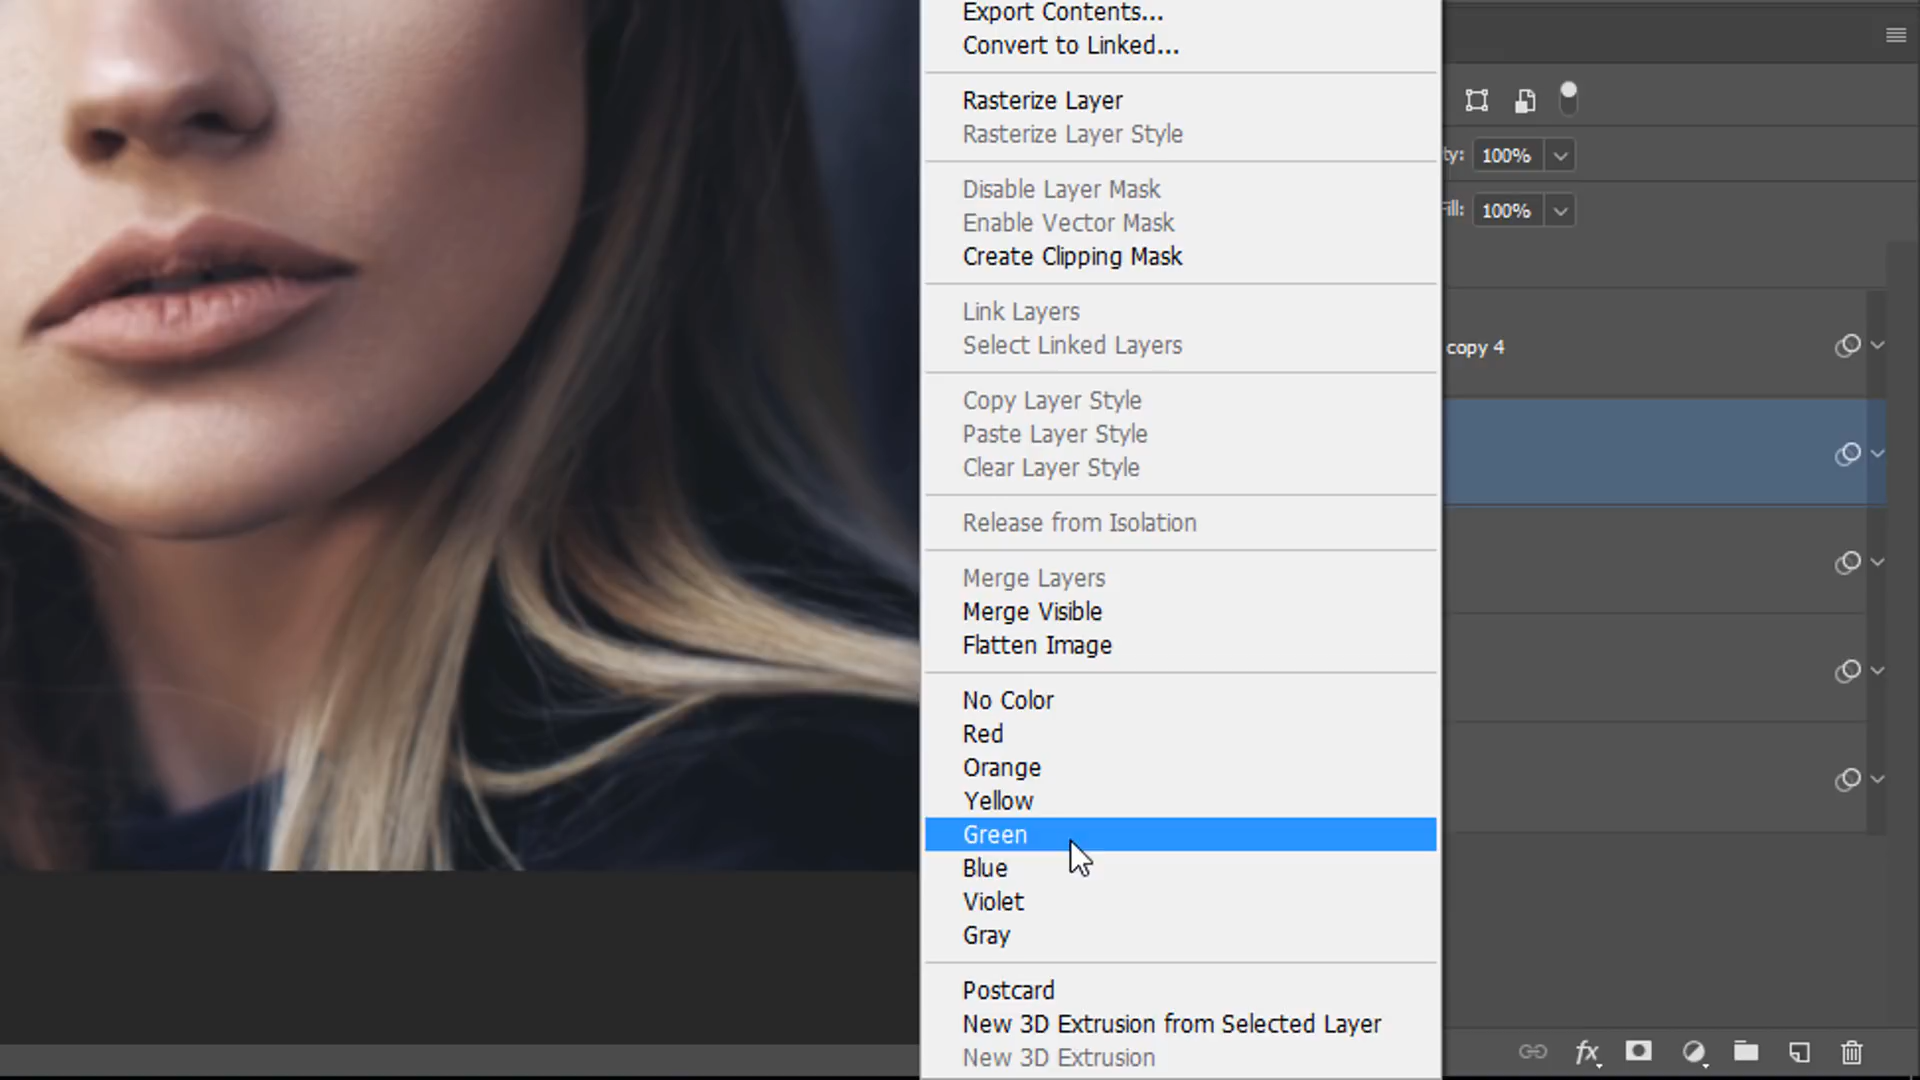 Export Contents...
Convert to Linked...
Rasterize Layer
Rasterize Layer Style
ty: 100%
Disable Layer Mask
Fill: 100%
Enable Vector Mask
Create Clipping Mask
Link Layers
Select Linked Layers
copy 4
Copy Layer Style
Paste Layer Style
Clear Layer Style
Release from Isolation
Merge Layers
Merge Visible
Flatten Image
No Color
Red
Orange
Yellow
Green
Blue
Violet
Gray
Postcard
New 3D Extrusion from Selected Layer
New 3D Extrusion
fx